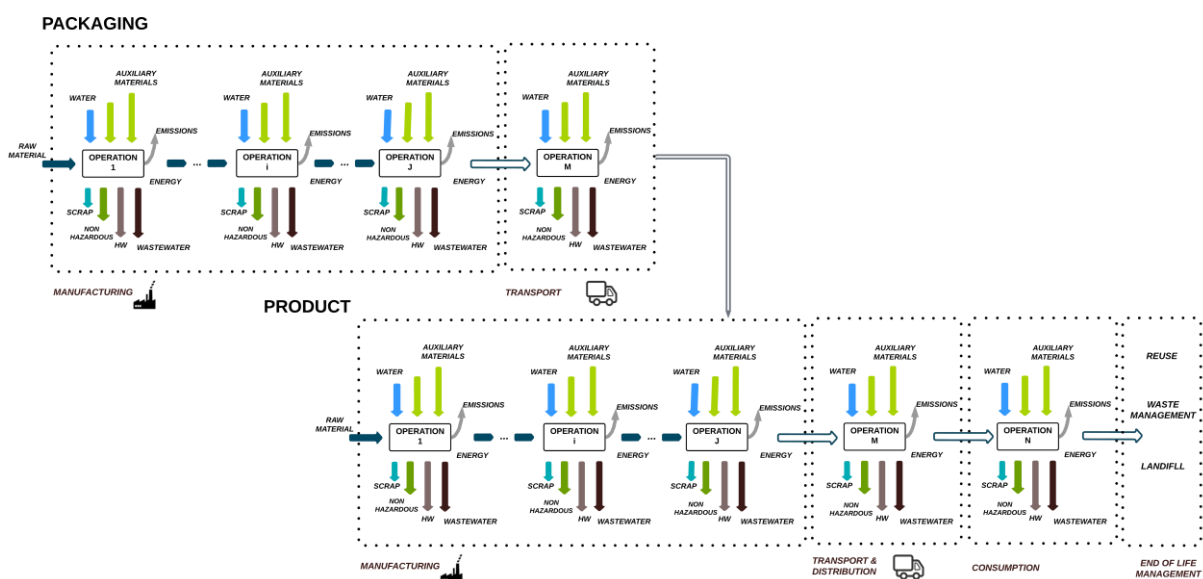 PACKAGING
AUXILIARY
MATERIALS
WATER
EMISSIONS
RAW
MATERIAL
OPERATION
1
...
ENERGY
SCRAP
NON
HAZARDOUS
HW
WASTEWATER
AUXILIARY
MATERIALS
WATER
EMISSIONS
OPERATION
i
...
ENERGY
SCRAP
NON
HAZARDOUS
HW
WASTEWATER
AUXILIARY
MATERIALS
WATER
EMISSIONS
OPERATION
J
ENERGY
SCRAP
NON
HAZARDOUS
HW
WASTEWATER
AUXILIARY
MATERIALS
WATER
EMISSIONS
OPERATION
M
ENERGY
SCRAP
NON
HAZARDOUS
HW
WASTEWATER
MANUFACTURING
TRANSPORT
PRODUCT
AUXILIARY
MATERIALS
WATER
EMISSIONS
RAW
MATERIAL
OPERATION
1
...
ENERGY
SCRAP
NON
HAZARDOUS
HW
WASTEWATER
AUXILIARY
MATERIALS
WATER
EMISSIONS
OPERATION
i
...
ENERGY
SCRAP
NON
HAZARDOUS
HW
WASTEWATER
AUXILIARY
MATERIALS
WATER
EMISSIONS
OPERATION
J
ENERGY
SCRAP
NON
HAZARDOUS
HW
WASTEWATER
AUXILIARY
MATERIALS
WATER
EMISSIONS
OPERATION
M
ENERGY
SCRAP
NON
HAZARDOUS
HW
WASTEWATER
AUXILIARY
MATERIALS
WATER
EMISSIONS
OPERATION
N
ENERGY
SCRAP
NON
HAZARDOUS
HW
WASTEWATER
REUSE
WASTE
MANAGEMENT
LANDIFLL
MANUFACTURING
TRANSPORT &
DISTRIBUTION
CONSUMPTION
END OF LIFE
MANAGEMENT